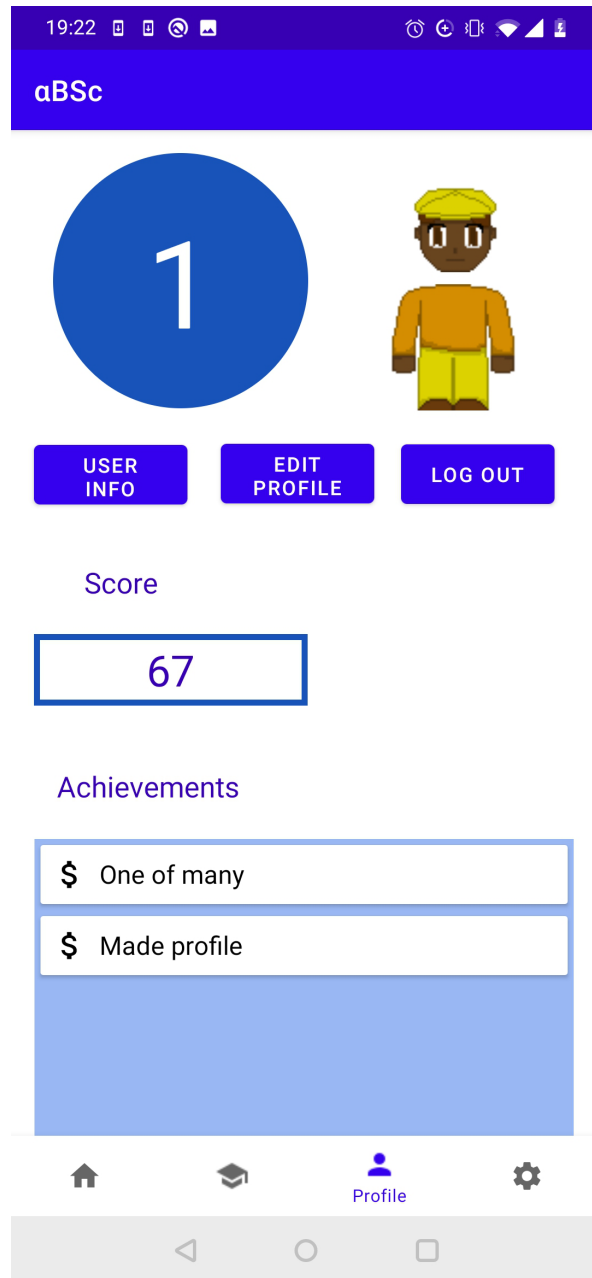 19:22
αBSc
1
USER
INFO
EDIT
PROFILE
LOG OUT
Score
67
Achievements
$ One of many
$ Made profile
Profile